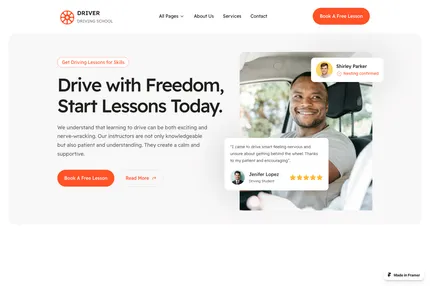 DRIVER
DRIVING SCHOOL
All Pages
About Us
Services
Contact
Book A Free Lesson
Get Driving Lessons for Skills
Drive with Freedom,
Start Lessons Today.
We understand that learning to drive can be both exciting and
nerve-wracking. Our instructors are not only knowledgeable
but also patient and understanding. They create a calm and
supportive.
Book A Free Lesson
Read More
Shirley Parker
Booking confirmed
"I came to drive smart feeling nervous and
unsure about getting behind the wheel. Thanks
to my patient and encouraging".
Jenifer Lopez
Driving Student
Made in Framer